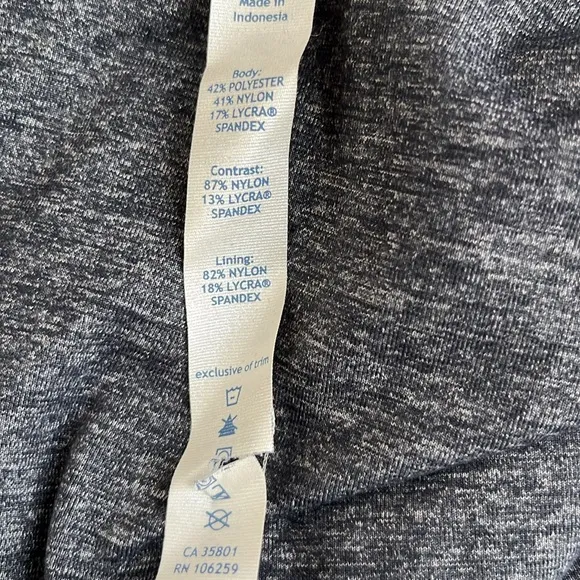 Made in
Indonesia
Body:
42% POLYESTER
41% NYLON
17% LYCRA®
SPANDEX
Contrast:
87% NYLON
13% LYCRA®
SPANDEX
Lining:
82% NYLON
18% LYCRA®
SPANDEX
exclusive of trim
CA 35801
RN 106259